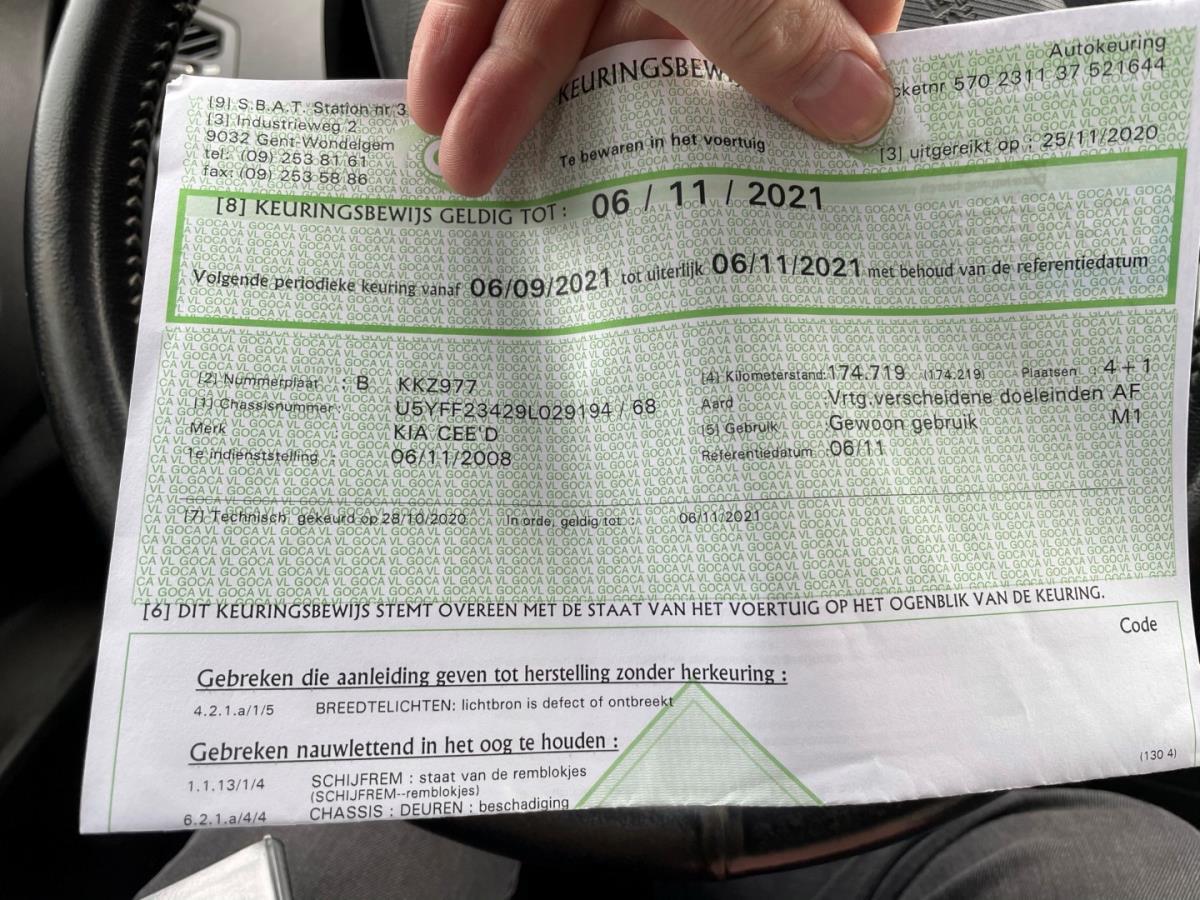 [9] S.B.A.T. Station nr 3
[3] Industrieweg 2
9032 Gent-Wondelgem
tel: (09) 253 81 61
fax: (09) 253 58 86
KEURINGSBEW
Te bewaren in het voertuig
Autokeuring
ketnr 570 2311 37 521644
[3] uitgereikt op : 25/11/2020
[8] KEURINGSBEWIJS GELDIG TOT: 06 / 11 / 2021
Volgende periodieke keuring vanaf 06/09/2021 tot uiterlijk 06/11/2021 met behoud van de referentiedatum
[2] Nummerplaat : B KKZ977
[1] Chassisnummer: U5YFF23429L029194 / 68
Merk KIA CEE'D
1e indienststelling : 06/11/2008
[4] Kilometerstand: 174.719 (174.219) Plaatsen : 4+1
Aard Vrtg.verscheidene doeleinden AF
[5] Gebruik Gewoon gebruik M1
Referentiedatum :06/11
[7] Technisch gekeurd op 28/10/2020 In orde, geldig tot : 06/11/2021
[6] DIT KEURINGSBEWIJS STEMT OVEREEN MET DE STAAT VAN HET VOERTUIG OP HET OGENBLIK VAN DE KEURING.
Code
Gebreken die aanleiding geven tot herstelling zonder herkeuring :
4.2.1.a/1/5 BREEDTELICHTEN: lichtbron is defect of ontbreekt
Gebreken nauwlettend in het oog te houden :
(130 4)
1.1.13/1/4 SCHIJFREM : staat van de remblokjes
(SCHIJFREM--remblokjes)
6.2.1.a/4/4 CHASSIS : DEUREN : beschadiging